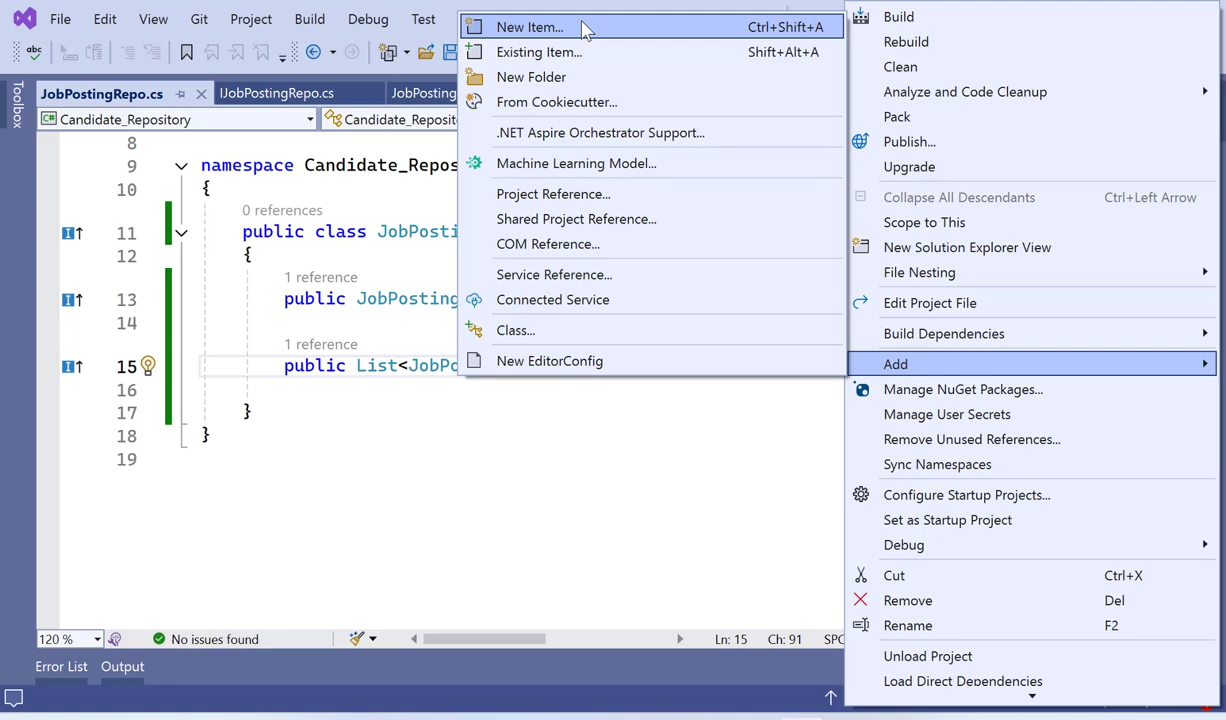 File Edit View Git Project Build Debug Test
Toolbox
JobPostingRepo.cs IJobPostingRepo.cs JobPosting
Candidate_Repository Candidate_Reposit
8
9 namespace Candidate_Repos
10 {
0 references
11 public class JobPosti
12 {
1 reference
13 public JobPosting
14
1 reference
15 public List<JobPo
16
17 }
18 }
19
120 % No issues found Ln: 15 Ch: 91 SPC
Error List Output
New Item... Ctrl+Shift+A
Existing Item... Shift+Alt+A
New Folder
From Cookiecutter...
.NET Aspire Orchestrator Support...
Machine Learning Model...
Project Reference...
Shared Project Reference...
COM Reference...
Service Reference...
Connected Service
Class...
New EditorConfig
Build
Rebuild
Clean
Analyze and Code Cleanup
Pack
Publish...
Upgrade
Collapse All Descendants Ctrl+Left Arrow
Scope to This
New Solution Explorer View
File Nesting
Edit Project File
Build Dependencies
Add
Manage NuGet Packages...
Manage User Secrets
Remove Unused References...
Sync Namespaces
Configure Startup Projects...
Set as Startup Project
Debug
Cut Ctrl+X
Remove Del
Rename F2
Unload Project
Load Direct Dependencies